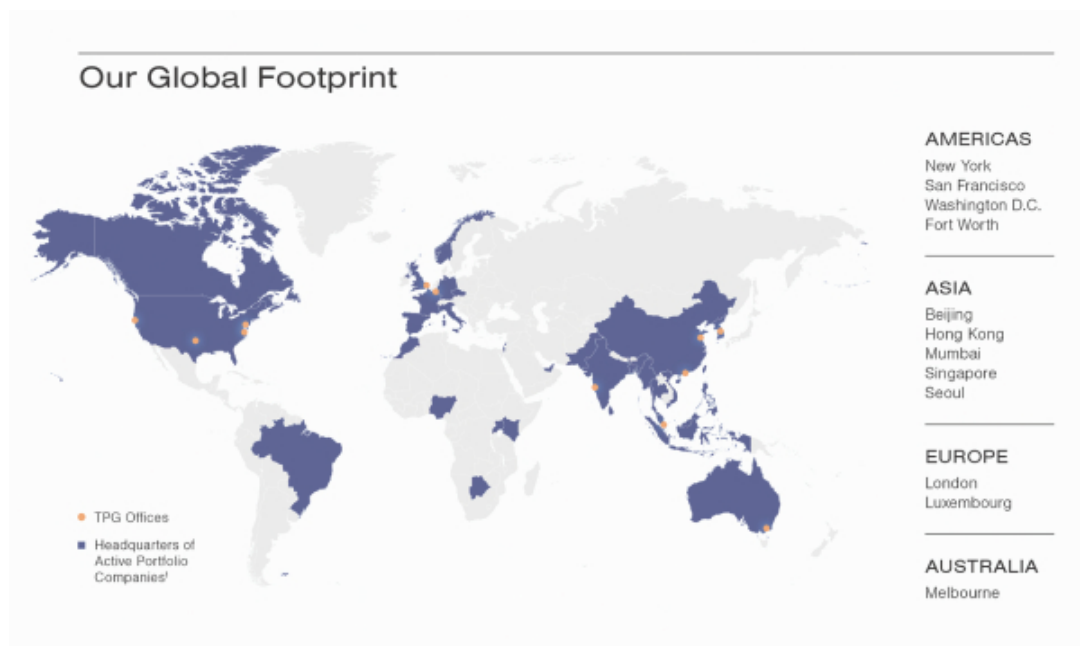 Our Global Footprint
AMERICAS
New York
San Francisco
Washington D.C.
Fort Worth
ASIA
Beijing
Hong Kong
Mumbai
Singapore
Seoul
EUROPE
London
Luxembourg
AUSTRALIA
Melbourne
TPG Offices
Headquarters of
Active Portfolio
Companies¹